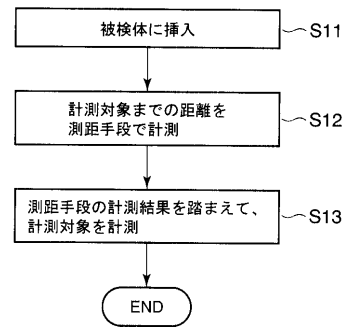 被検体に挿入
S11
計測対象までの距離を
測距手段で計測
S12
測距手段の計測結果を踏まえて、
計測対象を計測
S13
END